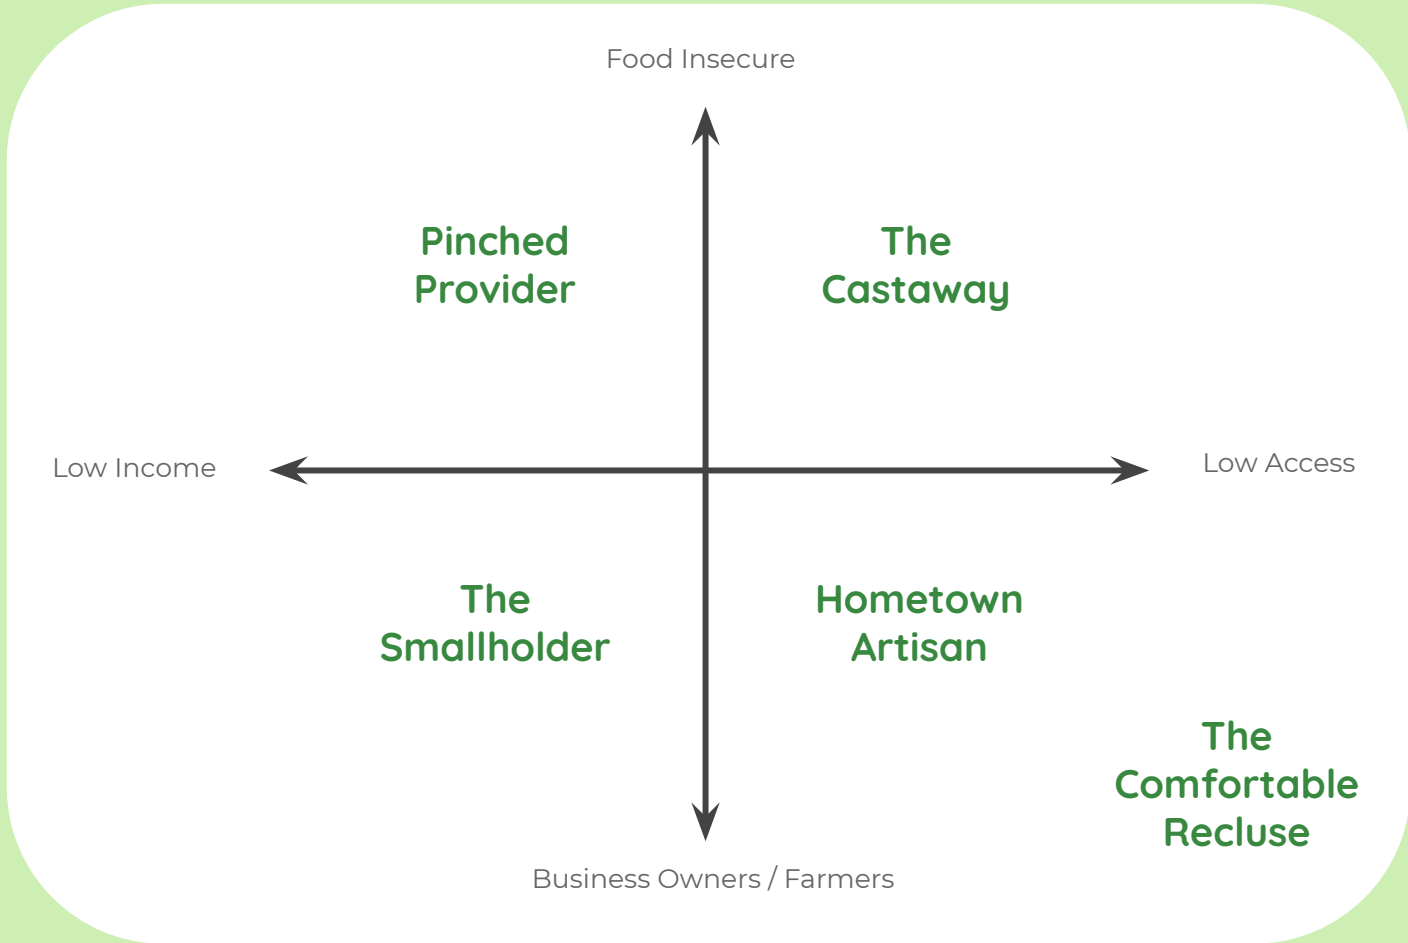 Food Insecure
Pinched
Provider
The
Castaway
Low Income
Low Access
The
Smallholder
Hometown
Artisan
The
Comfortable
Recluse
Business Owners / Farmers